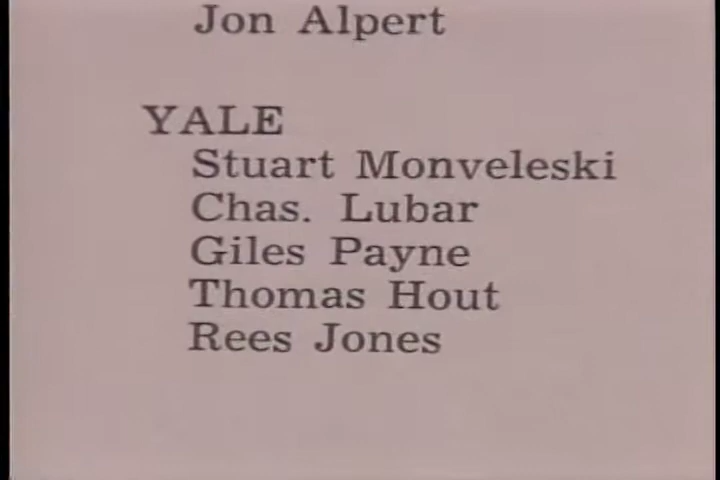 Jon Alpert
YALE
Stuart Monveleski
Chas. Lubar
Giles Payne
Thomas Hout
Rees Jones